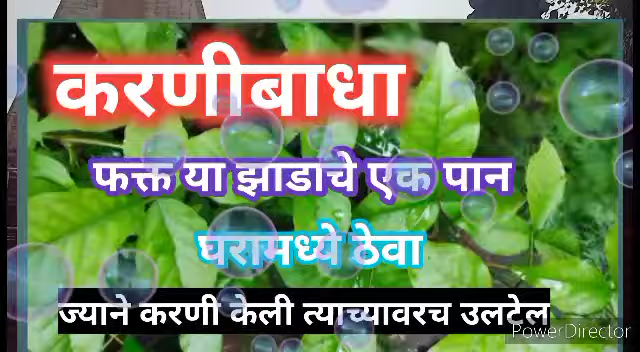 करणीबाधा
फक्त या झाडाचे एक पान
घरामध्ये ठेवा
ज्याने करणी केली त्याच्यावरच उलटेल
PowerDirector